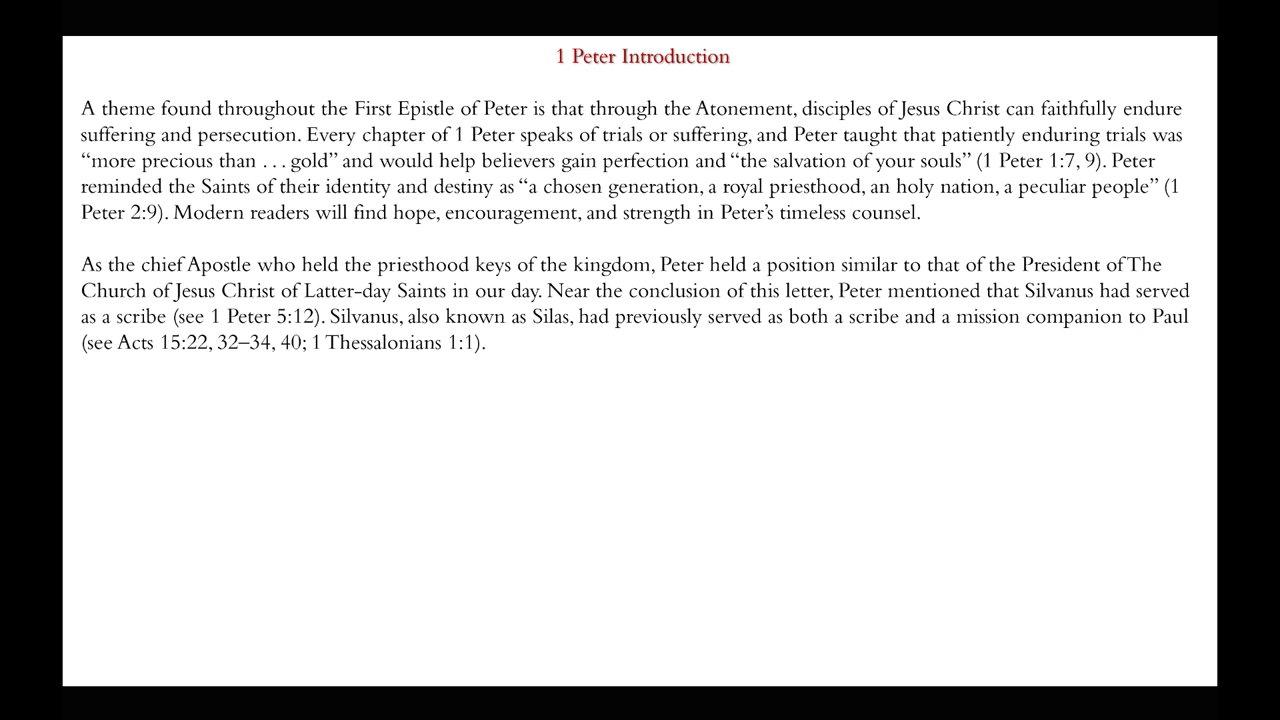 1 Peter Introduction
A theme found throughout the First Epistle of Peter is that through the Atonement, disciples of Jesus Christ can faithfully endure
suffering and persecution. Every chapter of 1 Peter speaks of trials or suffering, and Peter taught that patiently enduring trials was
“more precious than . . . gold” and would help believers gain perfection and “the salvation of your souls” (1 Peter 1:7, 9). Peter
reminded the Saints of their identity and destiny as “a chosen generation, a royal priesthood, an holy nation, a peculiar people” (1
Peter 2:9). Modern readers will find hope, encouragement, and strength in Peter’s timeless counsel.
As the chief Apostle who held the priesthood keys of the kingdom, Peter held a position similar to that of the President of The
Church of Jesus Christ of Latter-day Saints in our day. Near the conclusion of this letter, Peter mentioned that Silvanus had served
as a scribe (see 1 Peter 5:12). Silvanus, also known as Silas, had previously served as both a scribe and a mission companion to Paul
(see Acts 15:22, 32–34, 40; 1 Thessalonians 1:1).